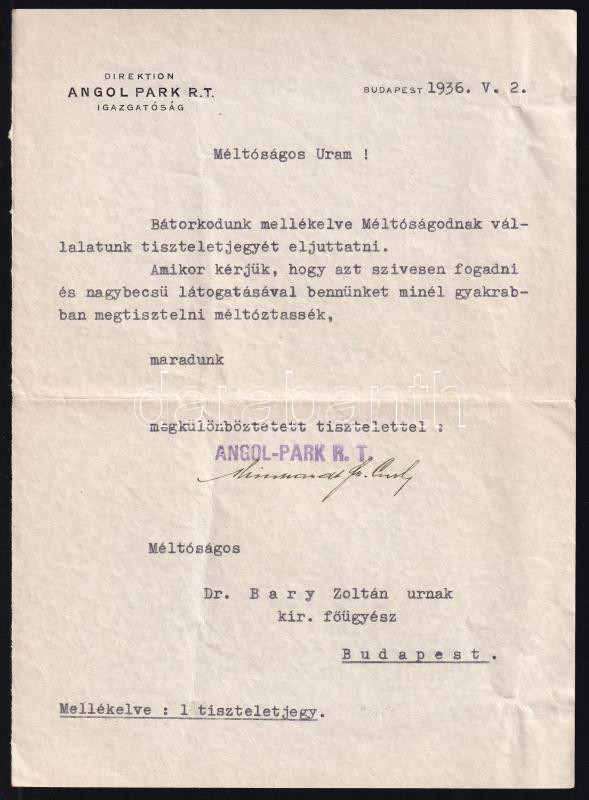 DIREKTION
ANGOL PARK R.T.
IGAZGATÓSÁG
BUDAPEST 1936. V. 2.
Méltóságos Uram !
Bátorkodunk mellékelve Méltóságodnak vál-
lalatunk tiszteletjegyét eljuttatni.
Amikor kérjük, hogy azt szivesen fogadni
és nagybecsü látogatásával bennünket minél gyakrab-
ban megtisztelni méltóztassék,
maradunk
darabanth
megkülönböztetett tisztelettel :
ANGOL-PARK R. T.
Méltóságos
Dr. B a r y Zoltán urnak
kir. főügyész
B u d a p e s t .
Mellékelve : 1 tiszteletjegy.